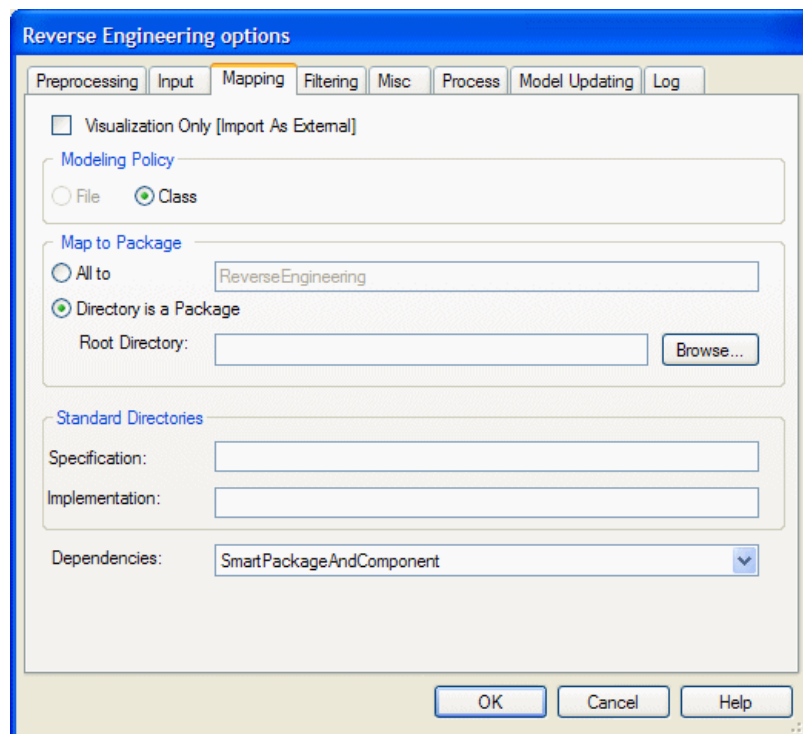 Reverse Engineering options
Preprocessing Input Mapping Filtering Misc Process Model Updating Log
Visualization Only [Import As External]
Modeling Policy
File Class
Map to Package
All to ReverseEngineering
Directory is a Package
Root Directory: Browse...
Standard Directories
Specification:
Implementation:
Dependencies: SmartPackageAndComponent
OK Cancel Help